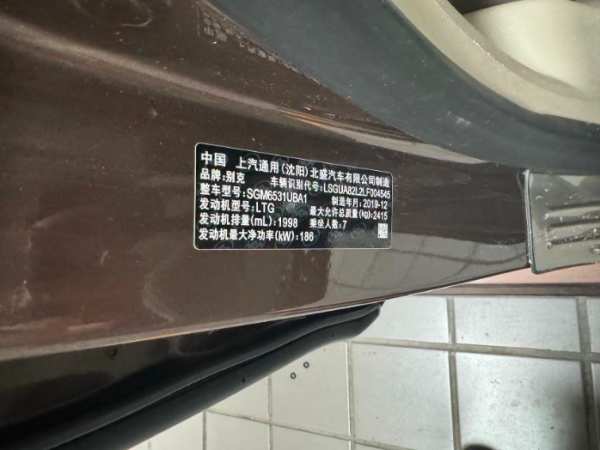 中国 上汽通用(沈阳)北盛汽车有限公司制造
品牌:别克 车辆识别代号:LSGUA82L2LF004545
整车型号:SGM6531UBA1 制造年月:2019-12
发动机型号:LTG 最大允许总质量(kg):2415
发动机排量(mL):1998 乘坐人数:7
发动机最大净功率(kW):186